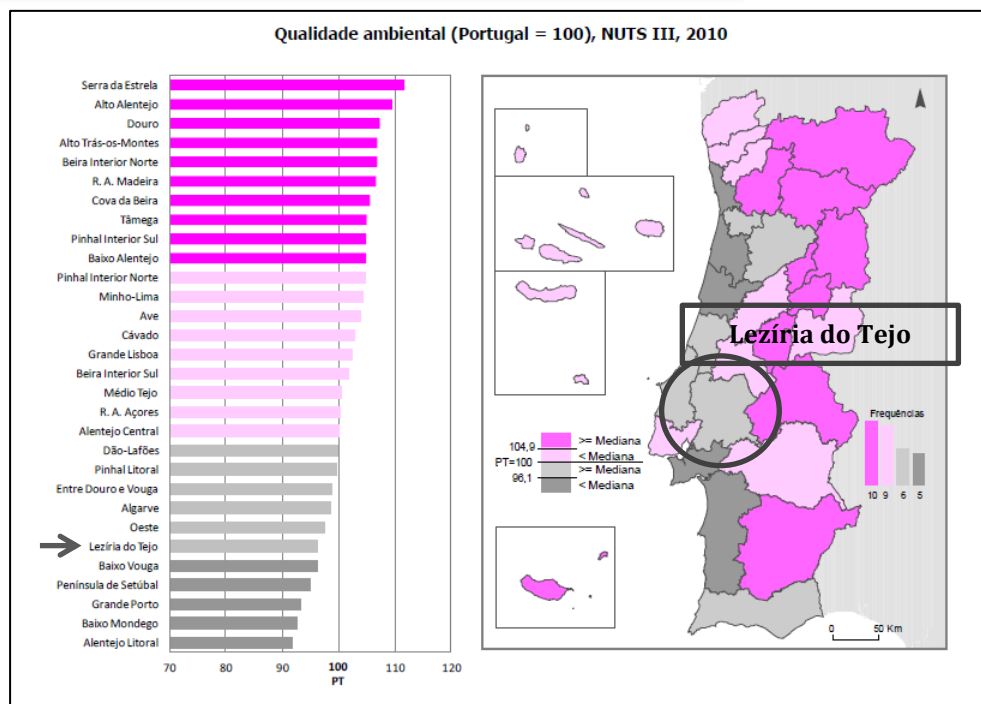 Qualidade ambiental (Portugal = 100), NUTS III, 2010
Serra da Estrela
Alto Alentejo
Douro
Alto Trás-os-Montes
Beira Interior Norte
R. A. Madeira
Cova da Beira
Tâmega
Pinhal Interior Sul
Baixo Alentejo
Pinhal Interior Norte
Minho-Lima
Ave
Cávado
Grande Lisboa
Beira Interior Sul
Médio Tejo
R. A. Açores
Alentejo Central
Dão-Lafões
Pinhal Litoral
Entre Douro e Vouga
Algarve
Oeste
Lezíria do Tejo
Baixo Vouga
Península de Setúbal
Grande Porto
Baixo Mondego
Alentejo Litoral
70 80 90 100 110 120
PT
Lezíria do Tejo
104,9
PT=100
96,1
>= Mediana
< Mediana
>= Mediana
< Mediana
Frequências
10 9 6 5
0 50 Km